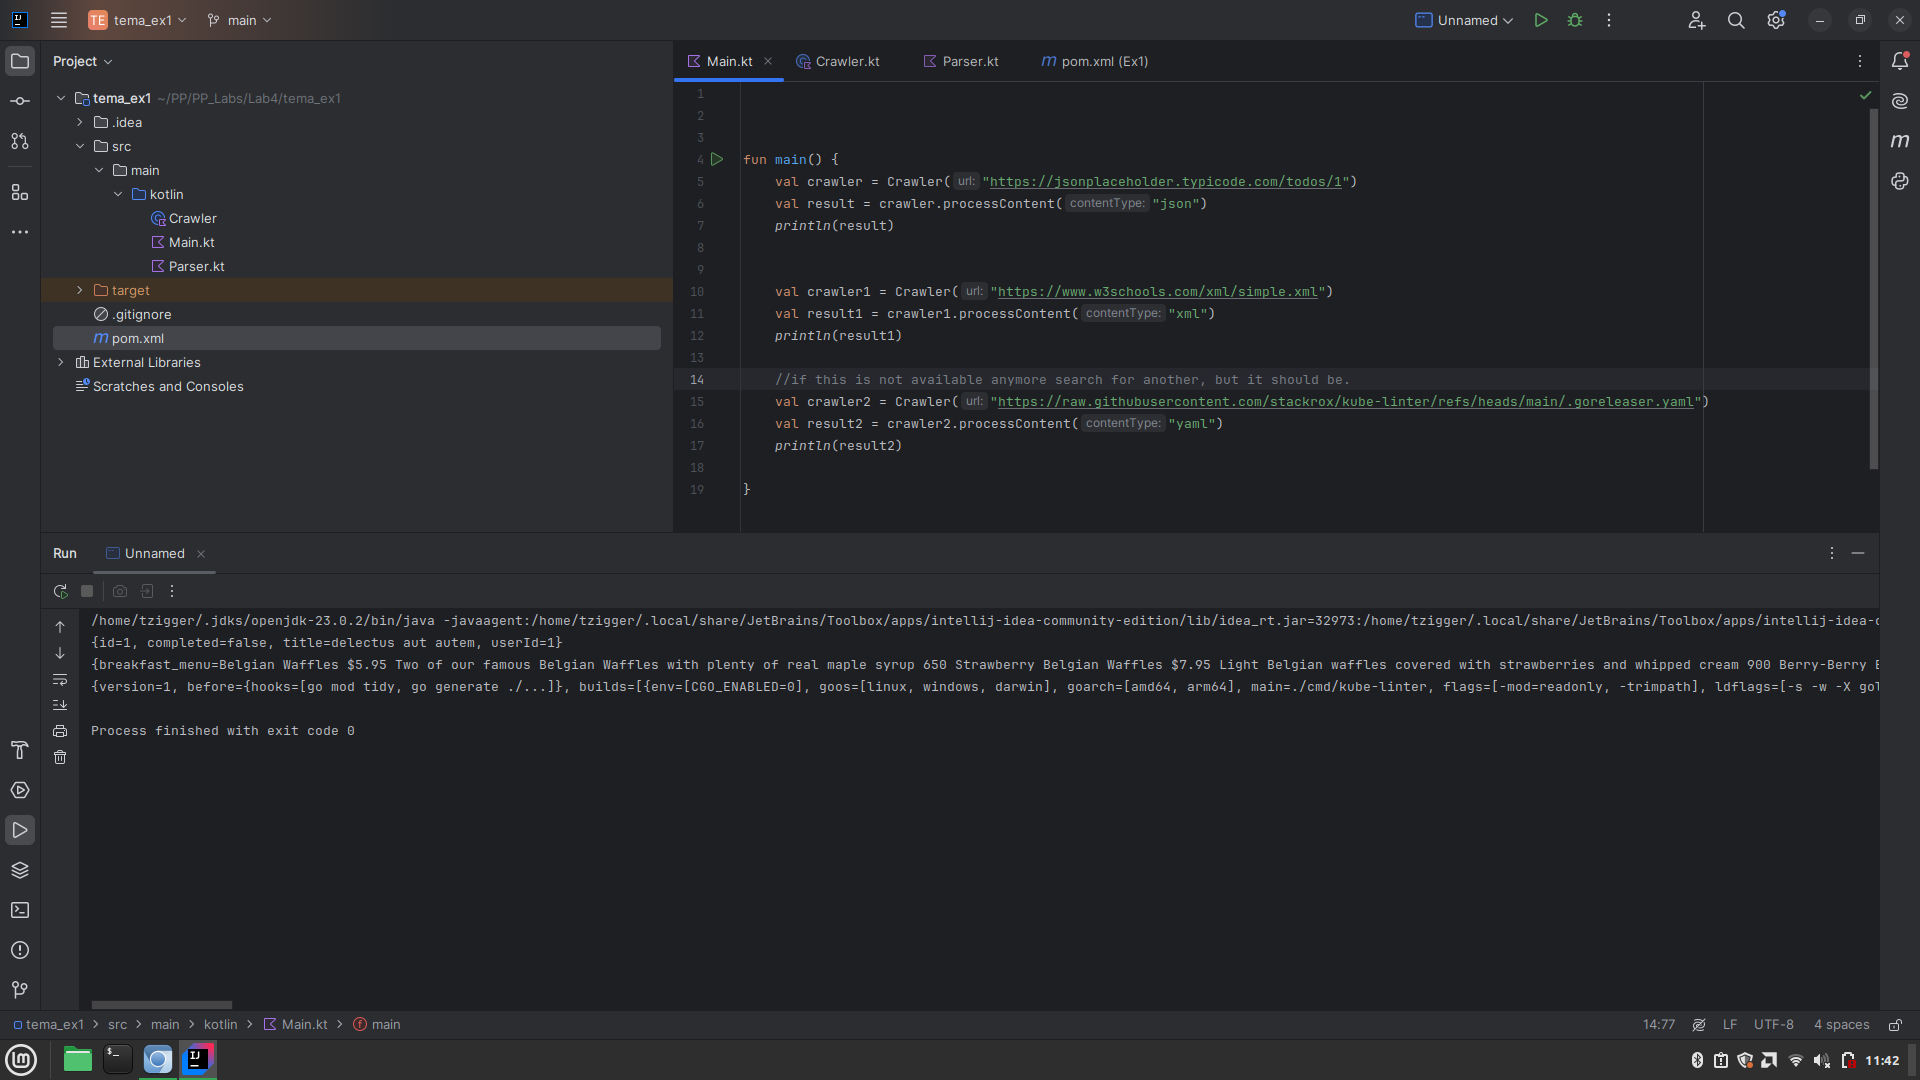 TE tema_ex1 main Unnamed
Project
Main.kt Crawler.kt Parser.kt pom.xml (Ex1)
tema_ex1 ~/PP/PP_Labs/Lab4/tema_ex1
.idea
src
main
kotlin
Crawler
Main.kt
Parser.kt
target
.gitignore
pom.xml
External Libraries
Scratches and Consoles
1
2
3
4 fun main() {
5 val crawler = Crawler( url: "https://jsonplaceholder.typicode.com/todos/1")
6 val result = crawler.processContent( contentType: "json")
7 println(result)
8
9
10 val crawler1 = Crawler( url: "https://www.w3schools.com/xml/simple.xml")
11 val result1 = crawler1.processContent( contentType: "xml")
12 println(result1)
13
14 //if this is not available anymore search for another, but it should be.
15 val crawler2 = Crawler( url: "https://raw.githubusercontent.com/stackrox/kube-linter/refs/heads/main/.goreleaser.yaml")
16 val result2 = crawler2.processContent( contentType: "yaml")
17 println(result2)
18
19 }
Run Unnamed
/home/tzigger/.jdks/openjdk-23.0.2/bin/java -javaagent:/home/tzigger/.local/share/JetBrains/Toolbox/apps/intellij-idea-community-edition/lib/idea_rt.jar=32973:/home/tzigger/.local/share/JetBrains/Toolbox/apps/intellij-idea-c
{id=1, completed=false, title=delectus aut autem, userId=1}
{breakfast_menu=Belgian Waffles $5.95 Two of our famous Belgian Waffles with plenty of real maple syrup 650 Strawberry Belgian Waffles $7.95 Light Belgian waffles covered with strawberries and whipped cream 900 Berry-Berry B
{version=1, before={hooks=[go mod tidy, go generate ./...]}, builds=[{env=[CGO_ENABLED=0], goos=[linux, windows, darwin], goarch=[amd64, arm64], main=./cmd/kube-linter, flags=[-mod=readonly, -trimpath], ldflags=[-s -w -X gol
Process finished with exit code 0
tema_ex1 > src > main > kotlin > Main.kt > main
14:77 LF UTF-8 4 spaces
11:42